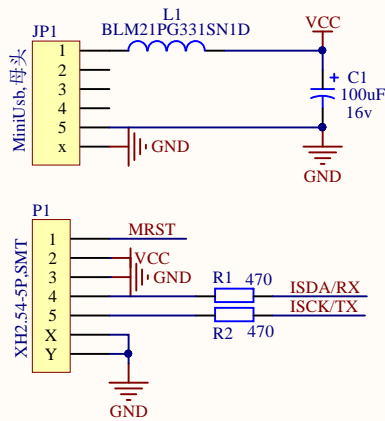 L1
JP1
BLM21PG331SN1D
VCC
1
2
3
4
5
x
MiniUsb,母头
C1
+
100uF
16v
GND
GND
P1
1
MRST
2
VCC
3
GND
4
R1
470
ISDA/RX
5
ISCK/TX
X
R2
470
Y
XH2.54-5P,SMT
GND